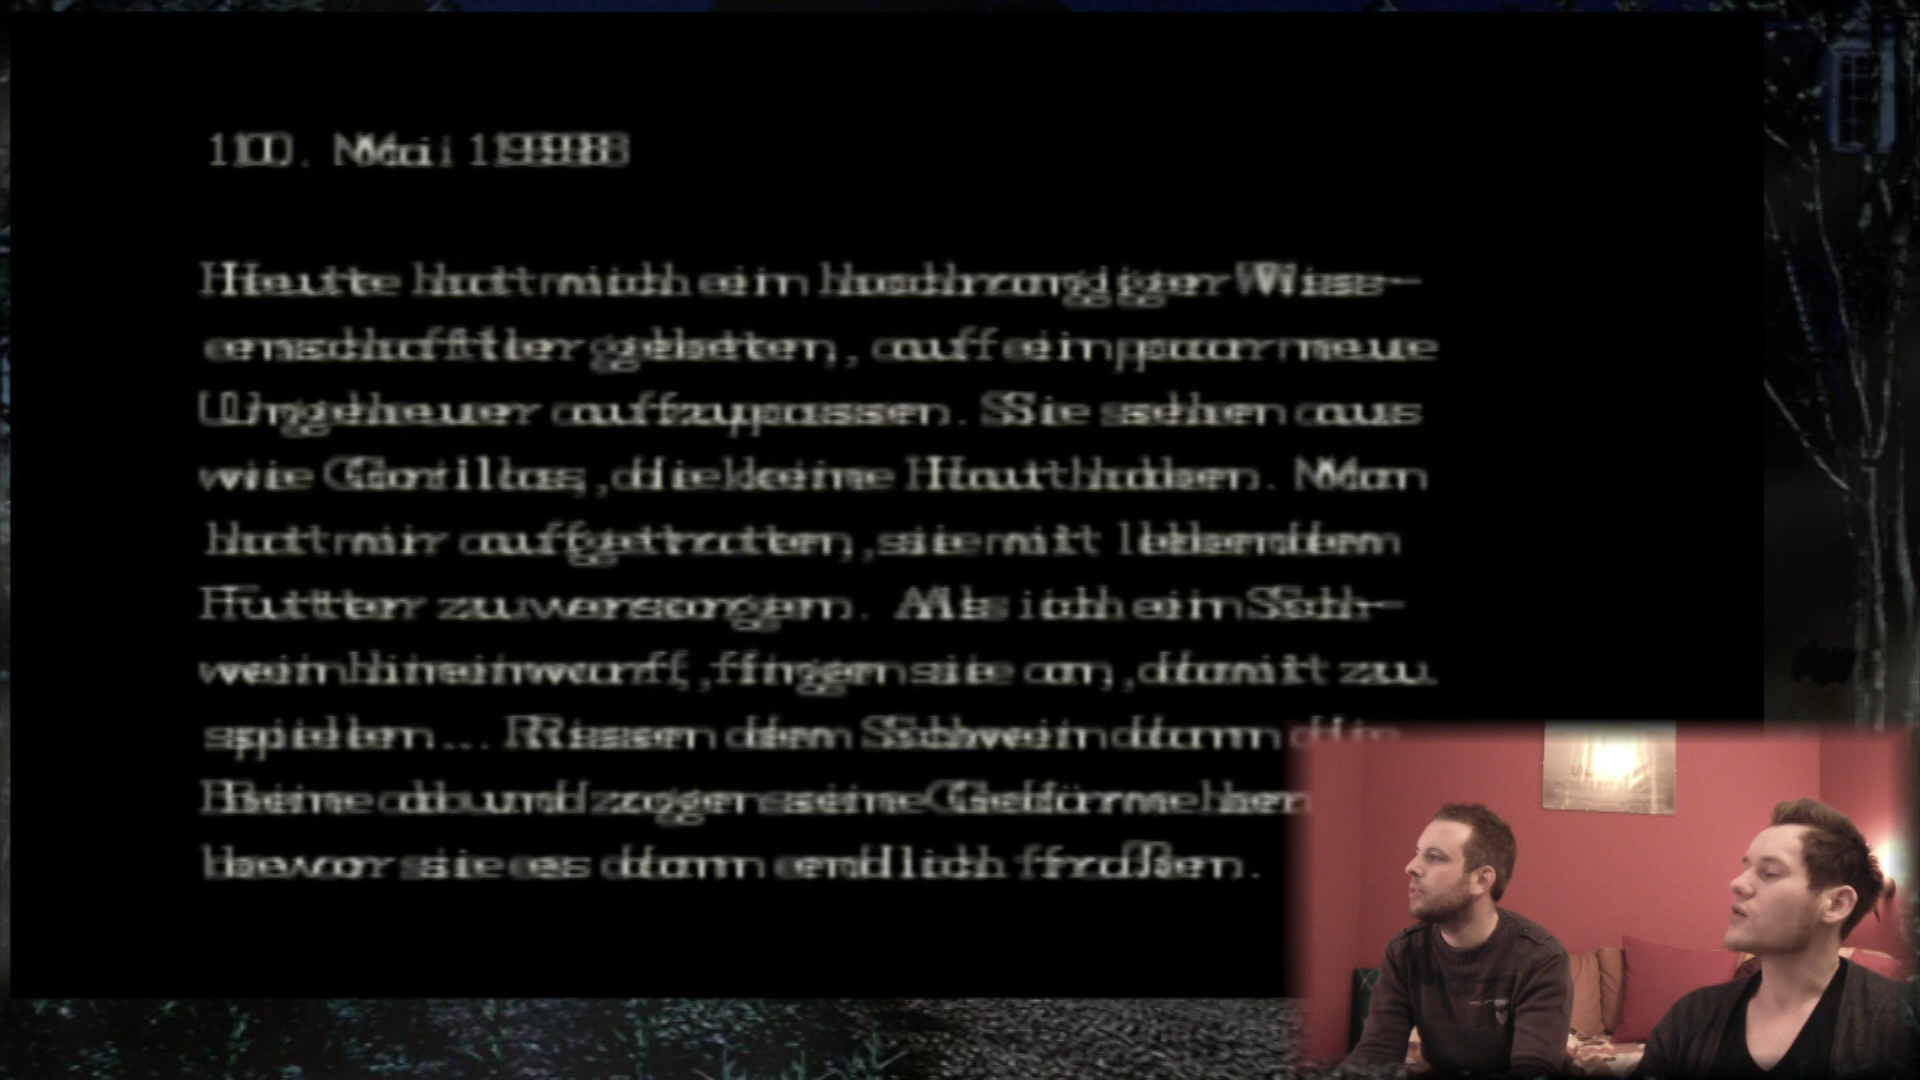 10. Mai 1998
Heute hat mich ein hochrangiger Wiss-
enschaftler gebeten, auf ein paar neue
Ungeheuer aufzupassen. Sie sehen aus
wie Gorillas, die keine Haut haben. Man
hat mir aufgetraten, sie mit lebendem
Futter zu versorgen. Als ich ein Sch-
wein hineinwarf, fingen sie an, damit zu
spielen... Rissen dem Schwein dann die
Beine ab und zogen seine Gedärme her
bevor sie es dann endlich fraßen.